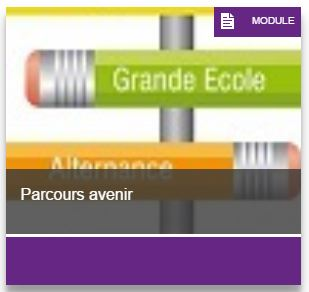 MODULE
Grande Ecole
Alternance
Parcours avenir